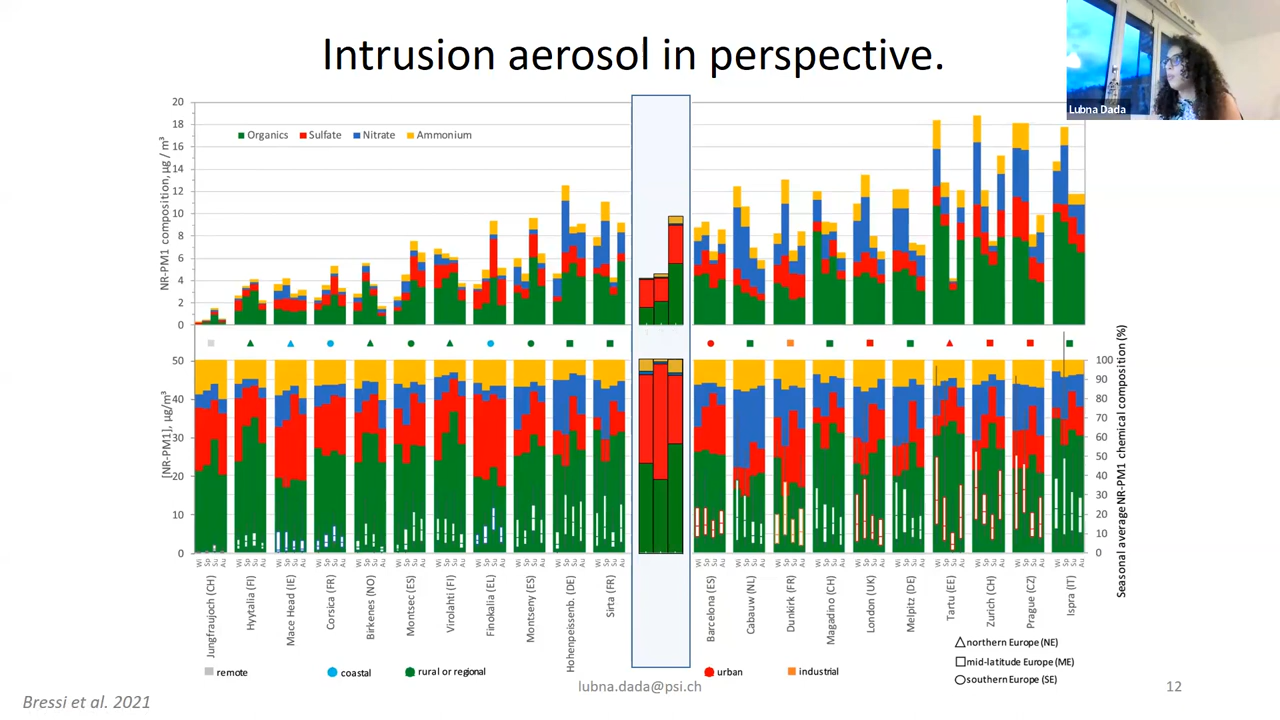 Intrusion aerosol in perspective.
Lubna Dada
NR-PM1 composition, µg / m³
20
18
16
14
12
10
8
6
4
2
0
Organics Sulfate Nitrate Ammonium
[NR-PM1], µg/m³
50
40
30
20
10
0
Seasonal average NR-PM1 chemical composition (%)
100
90
80
70
60
50
40
30
20
10
0
Wi Sp Su Au
Jungfraujoch (CH)
Hyytiala (FI)
Mace Head (IE)
Corsica (FR)
Birkenes (NO)
Montsec (ES)
Virolahti (FI)
Finokalia (EL)
Montseny (ES)
Hohenpeissenb. (DE)
Sirta (FR)
Barcelona (ES)
Cabauw (NL)
Dunkirk (FR)
Magadino (CH)
London (UK)
Melpitz (DE)
Tartu (EE)
Zurich (CH)
Prague (CZ)
Ispra (IT)
remote coastal rural or regional urban industrial
northern Europe (NE)
mid-latitude Europe (ME)
southern Europe (SE)
lubna.dada@psi.ch
12
Bressi et al. 2021